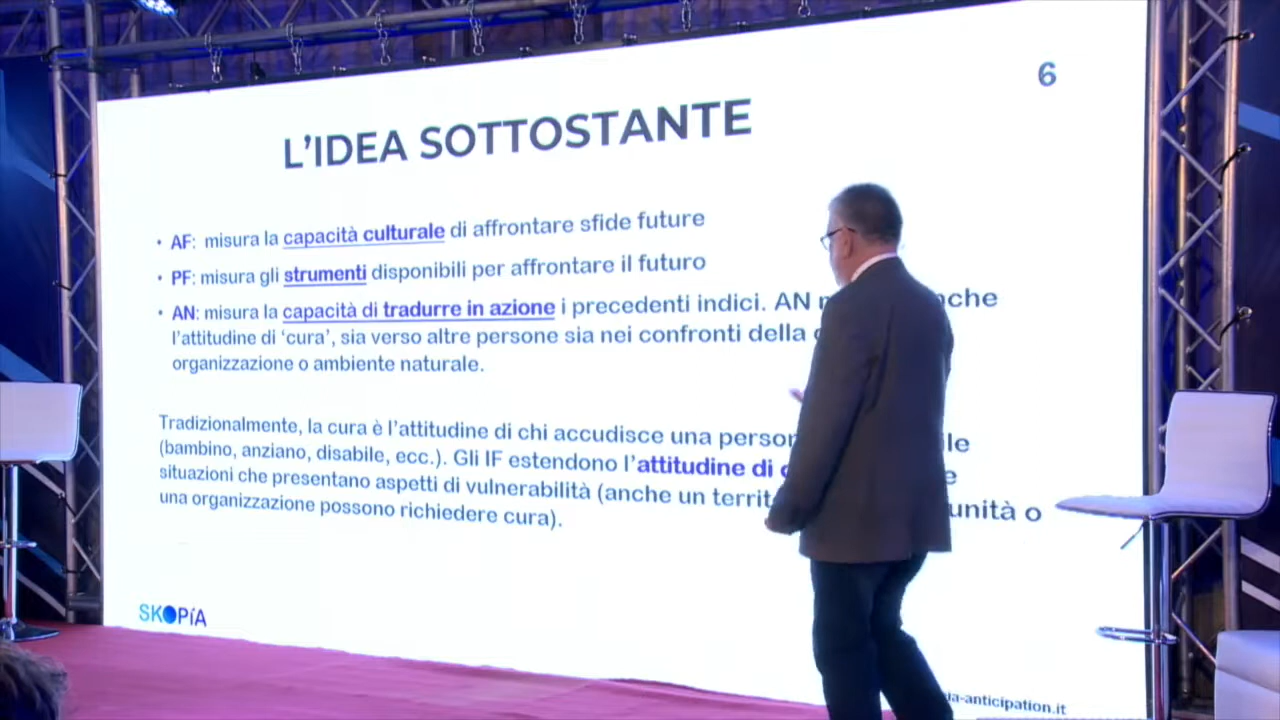 6
L'IDEA SOTTOSTANTE
• AF: misura la capacità culturale di affrontare sfide future
• PF: misura gli strumenti disponibili per affrontare il futuro
• AN: misura la capacità di tradurre in azione i precedenti indici. AN
l'attitudine di 'cura', sia verso altre persone sia nei confronti della
organizzazione o ambiente naturale.
Tradizionalmente, la cura è l'attitudine di chi accudisce una
(bambino, anziano, disabile, ecc.). Gli IF estendono l'attitudine di
situazioni che presentano aspetti di vulnerabilità (anche un o
una organizzazione possono richiedere cura).
SKOPÍA
-anticipation.it